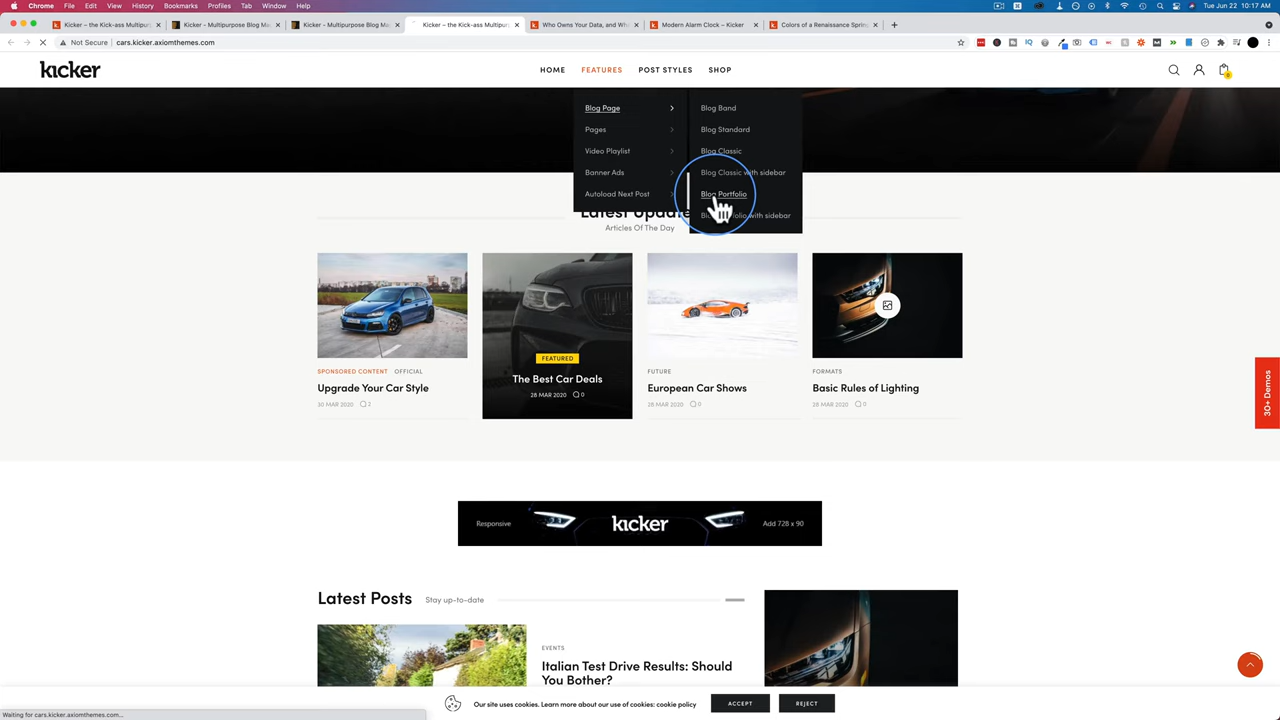 Chrome File Edit View History Bookmarks Profiles Tab Window Help
Tue Jun 22 10:17 AM
Kicker – the Kick-ass Multipur
Kicker - Multipurpose Blog Ma
Kicker - Multipurpose Blog Ma
Kicker – the Kick-ass Multipur
Who Owns Your Data, and Wh
Modern Alarm Clock – Kicker
Colors of a Renaissance Spring
Not Secure cars.kicker.axiomthemes.com
kicker
HOME FEATURES POST STYLES SHOP
0
Blog Page
Pages
Video Playlist
Banner Ads
Autoload Next Post
Blog Band
Blog Standard
Blog Classic
Blog Classic with sidebar
Blog Portfolio
Blog Portfolio with sidebar
Latest Updates
Articles Of The Day
SPONSORED CONTENT OFFICIAL
Upgrade Your Car Style
30 MAR 2020 2
FEATURED
The Best Car Deals
28 MAR 2020 0
FUTURE
European Car Shows
28 MAR 2020 0
FORMATS
Basic Rules of Lighting
28 MAR 2020 0
30+ Demos
Responsive kicker Add 728 x 90
Latest Posts Stay up-to-date
EVENTS
Italian Test Drive Results: Should
You Bother?
Our site uses cookies. Learn more about our use of cookies: cookie policy
ACCEPT REJECT
Waiting for cars.kicker.axiomthemes.com...